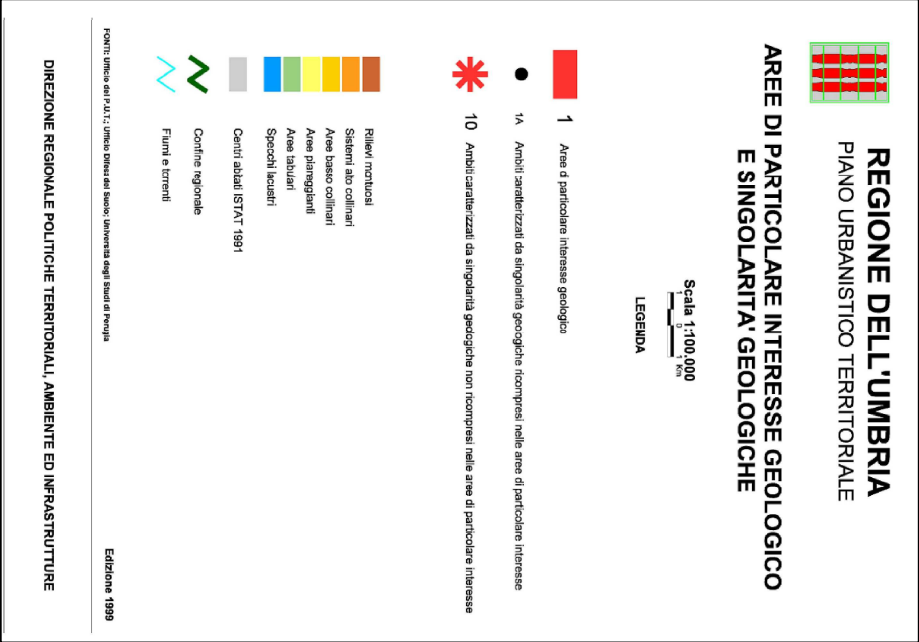 REGIONE DELL'UMBRIA
PIANO URBANISTICO TERRITORIALE
AREE DI PARTICOLARE INTERESSE GEOLOGICO
E SINGOLARITA' GEOLOGICHE
Scala 1:100.000
1 0 1 Km
LEGENDA
1 Aree di particolare interesse geologico
1A Ambiti caratterizzati da singolarità geologiche ricompresi nelle aree di particolare interesse
10 Ambiti caratterizzati da singolarità geologiche non ricompresi nelle aree di particolare interesse
Rilievi montuosi
Sistemi alto collinari
Aree basso collinari
Aree pianeggianti
Aree tabulari
Specchi lacustri
Centri abitati ISTAT 1991
Confine regionale
Fiumi e torrenti
FONTI: Ufficio del P.U.T.; Ufficio Difesa del Suolo; Università degli Studi di Perugia
Edizione 1999
DIREZIONE REGIONALE POLITICHE TERRITORIALI, AMBIENTE ED INFRASTRUTTURE